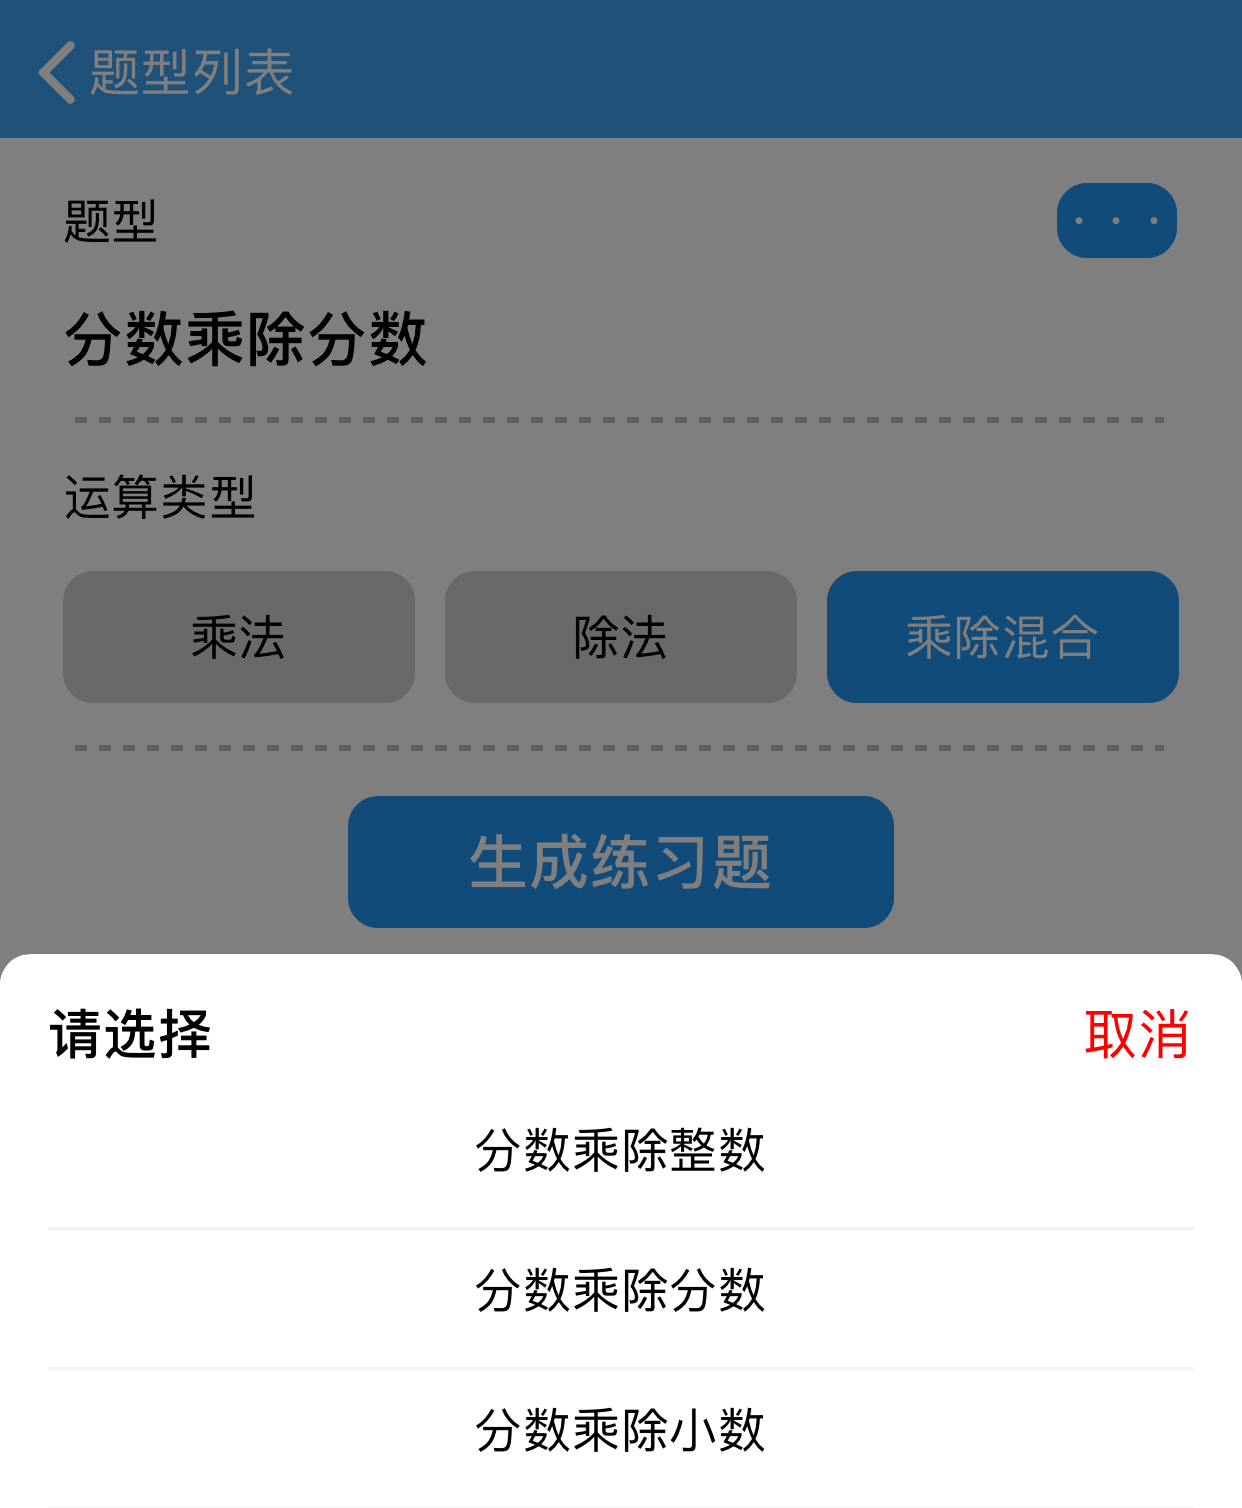 题型列表
题型
分数乘除分数
运算类型
乘法 除法 乘除混合
生成练习题
请选择 取消
分数乘除整数
分数乘除分数
分数乘除小数